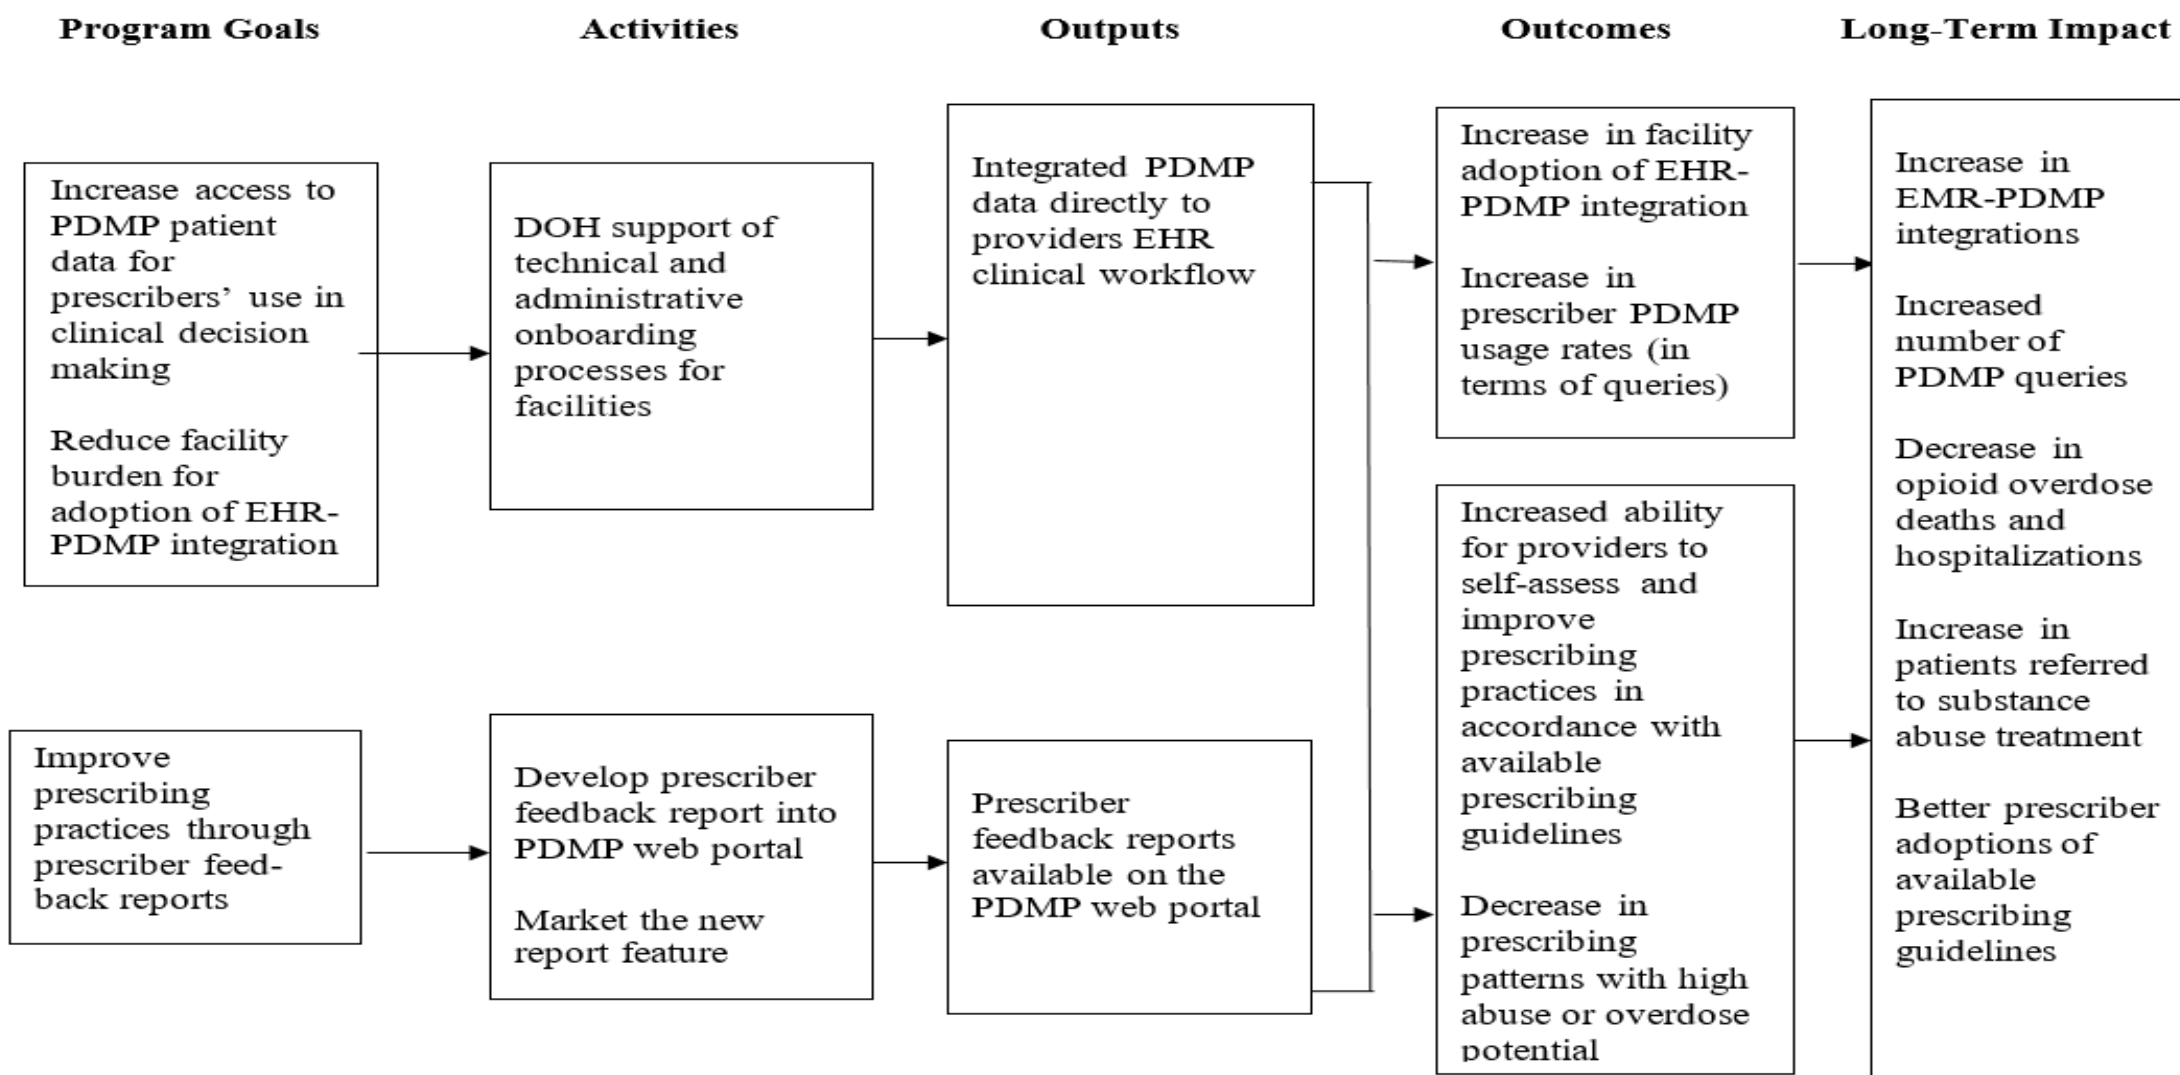 Program Goals
Activities
Outputs
Outcomes
Long-Term Impact
Increase access to
PDMP patient
data for
prescribers’ use in
clinical decision
making
Reduce facility
burden for
adoption of EHR-
PDMP integration
DOH support of
technical and
administrative
onboarding
processes for
facilities
Integrated PDMP
data directly to
providers EHR
clinical workflow
Increase in facility
adoption of EHR-
PDMP integration
Increase in
prescriber PDMP
usage rates (in
terms of queries)
Increase in
EMR-PDMP
integrations
Increased
number of
PDMP queries
Decrease in
opioid overdose
deaths and
hospitalizations
Increase in
patients referred
to substance
abuse treatment
Better prescriber
adoptions of
available
prescribing
guidelines
Improve
prescribing
practices through
prescriber feed-
back reports
Develop prescriber
feedback report into
PDMP web portal
Market the new
report feature
Prescriber
feedback reports
available on the
PDMP web portal
Increased ability
for providers to
self-assess and
improve
prescribing
practices in
accordance with
available
prescribing
guidelines
Decrease in
prescribing
patterns with high
abuse or overdose
potential